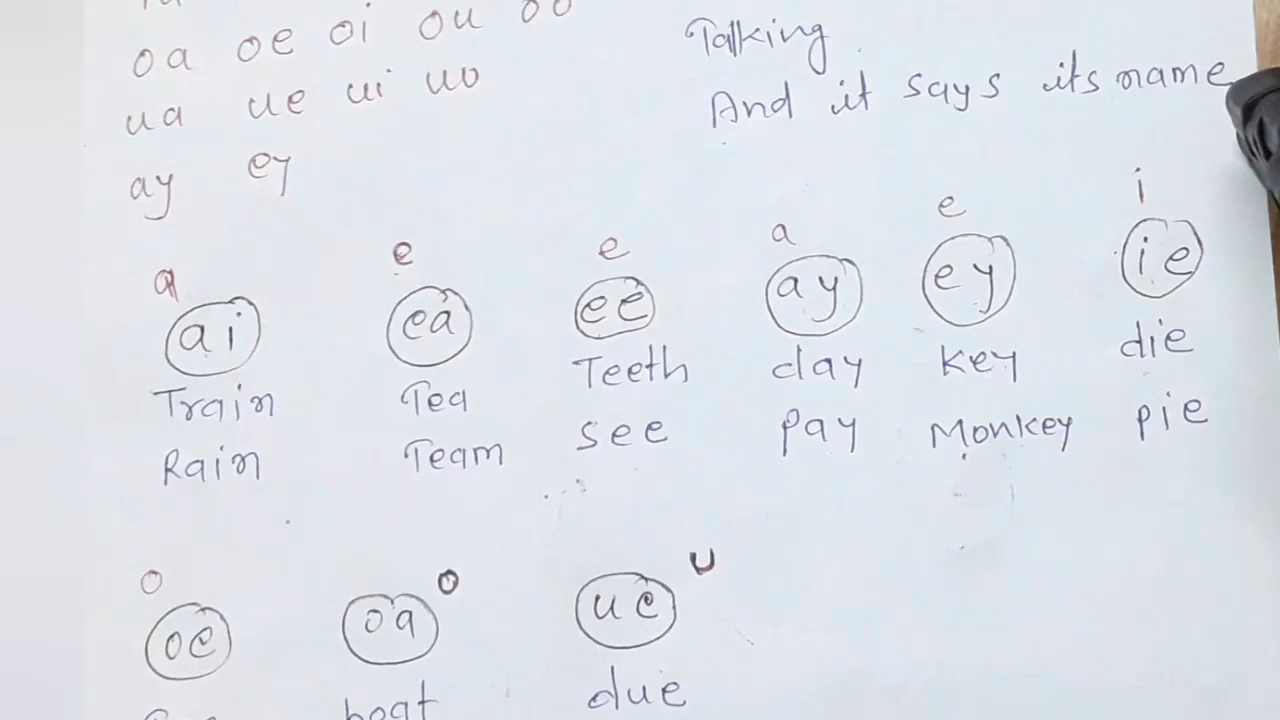 oa oe oi ou oo
ua ue ui uo
ay ey
Talking
And it says its name
a e e a e i
ai ea ee ay ey ie
Train Tea Teeth day key die
Rain Team see pay Monkey pie
o o u
oe oa ue
boat due